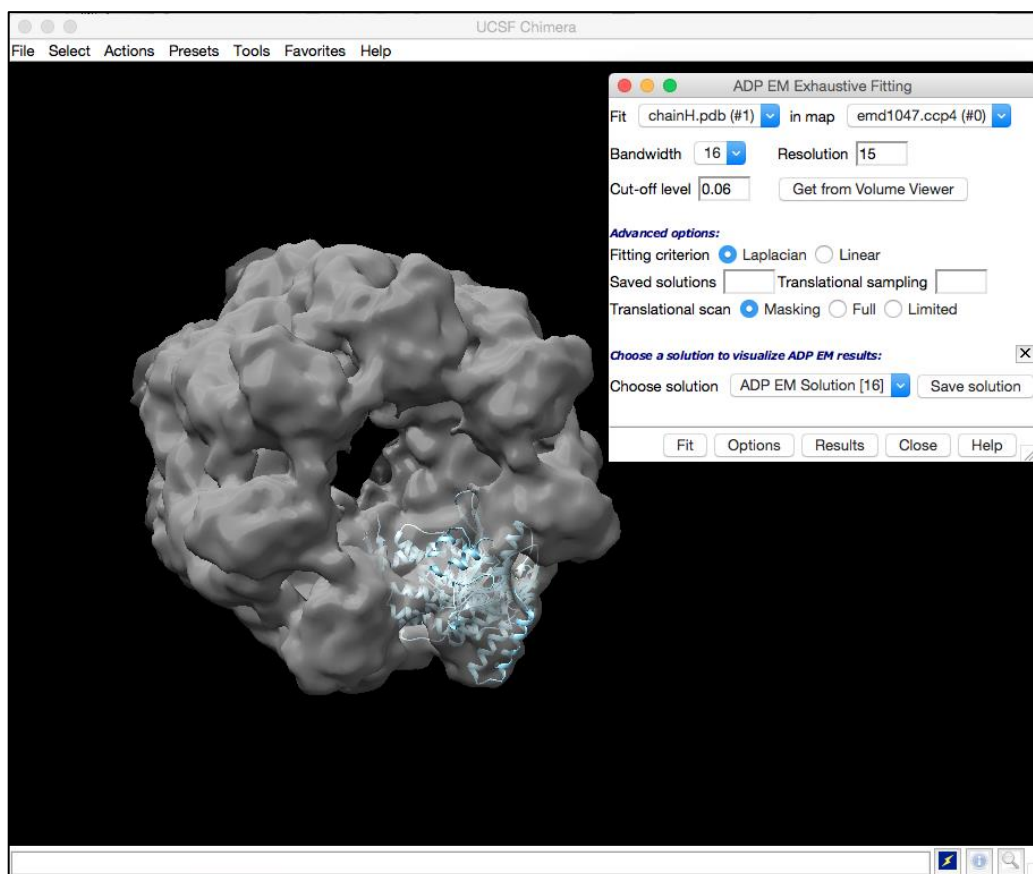 UCSF Chimera
File Select Actions Presets Tools Favorites Help
ADP EM Exhaustive Fitting
Fit chainH.pdb (#1) in map emd1047.ccp4 (#0)
Bandwidth 16 Resolution 15
Cut-off level 0.06 Get from Volume Viewer
Advanced options:
Fitting criterion Laplacian Linear
Saved solutions Translational sampling
Translational scan Masking Full Limited
Choose a solution to visualize ADP EM results:
Choose solution ADP EM Solution [16] Save solution
Fit Options Results Close Help